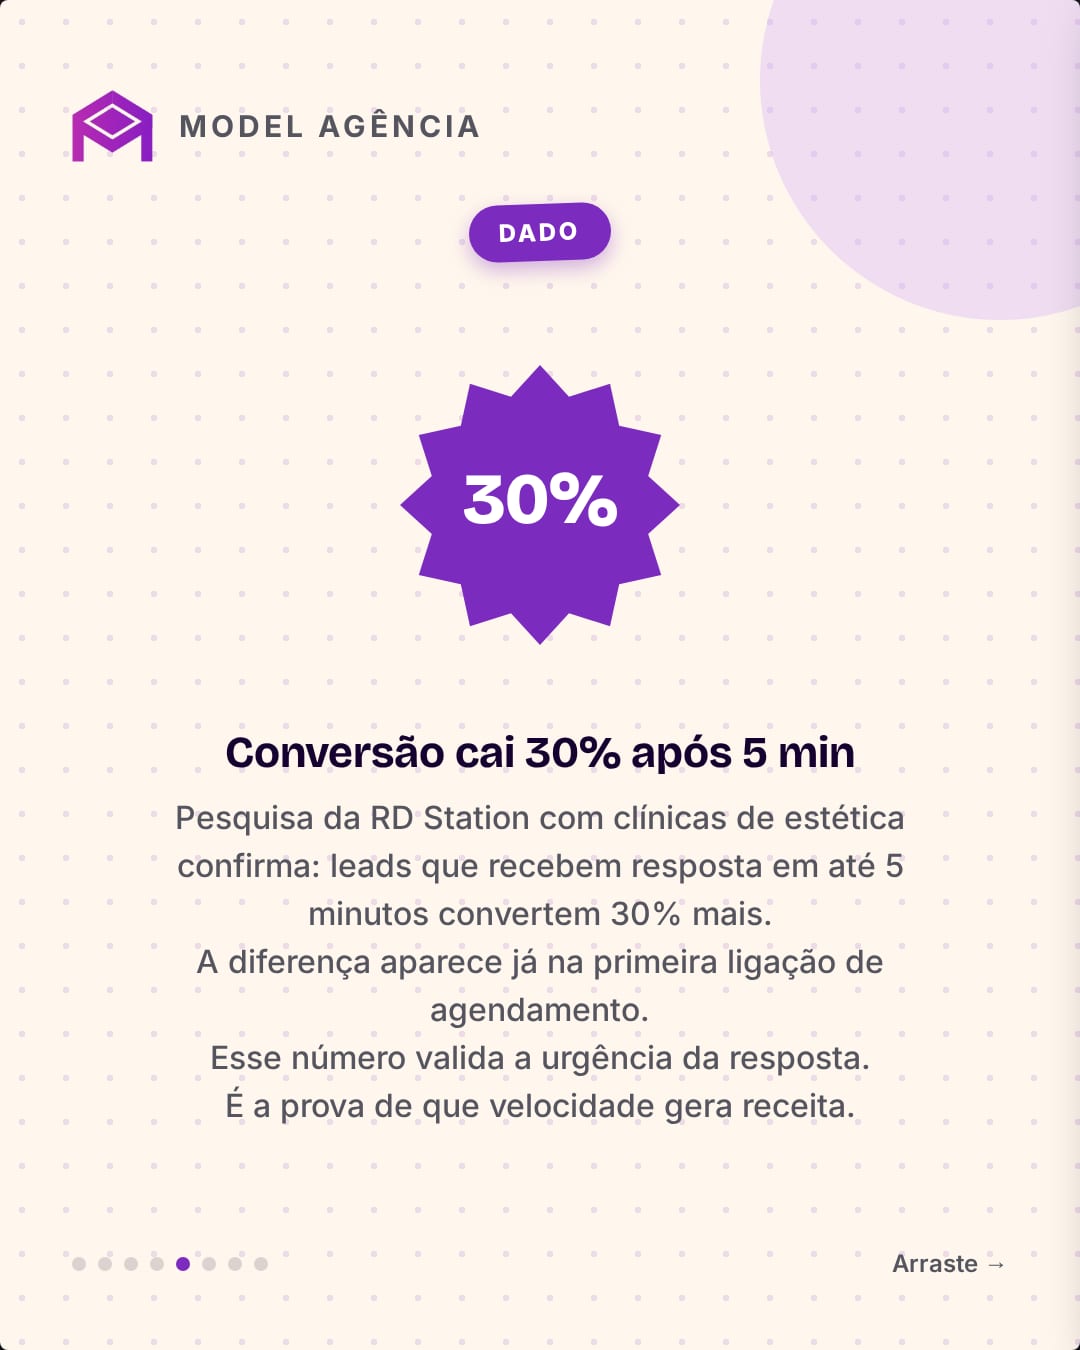 MODEL AGÊNCIA
DADO
30%
Conversão cai 30% após 5 min
Pesquisa da RD Station com clínicas de estética
confirma: leads que recebem resposta em até 5
minutos convertem 30% mais.
A diferença aparece já na primeira ligação de
agendamento.
Esse número valida a urgência da resposta.
É a prova de que velocidade gera receita.
Arraste →